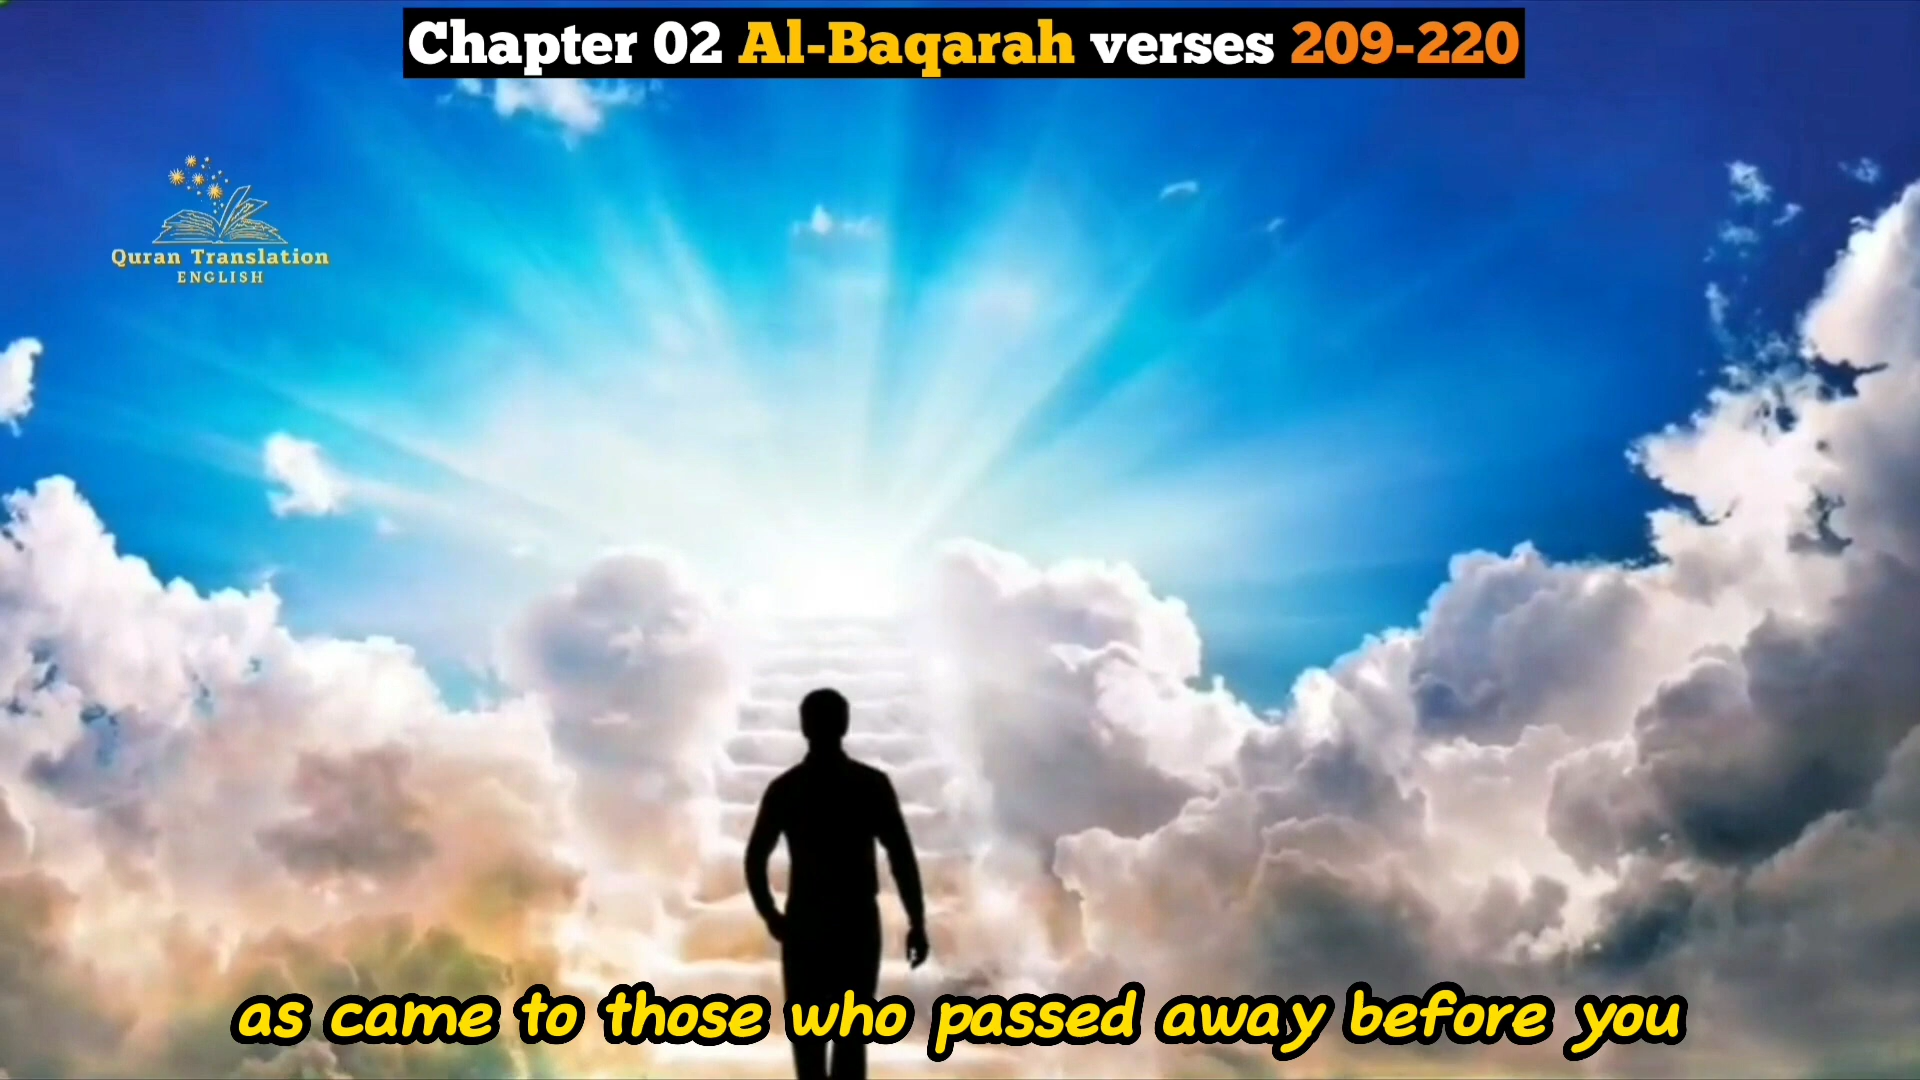 Chapter 02 Al-Baqarah verses 209-220
Quran Translation
ENGLISH
as came to those who passed away before you